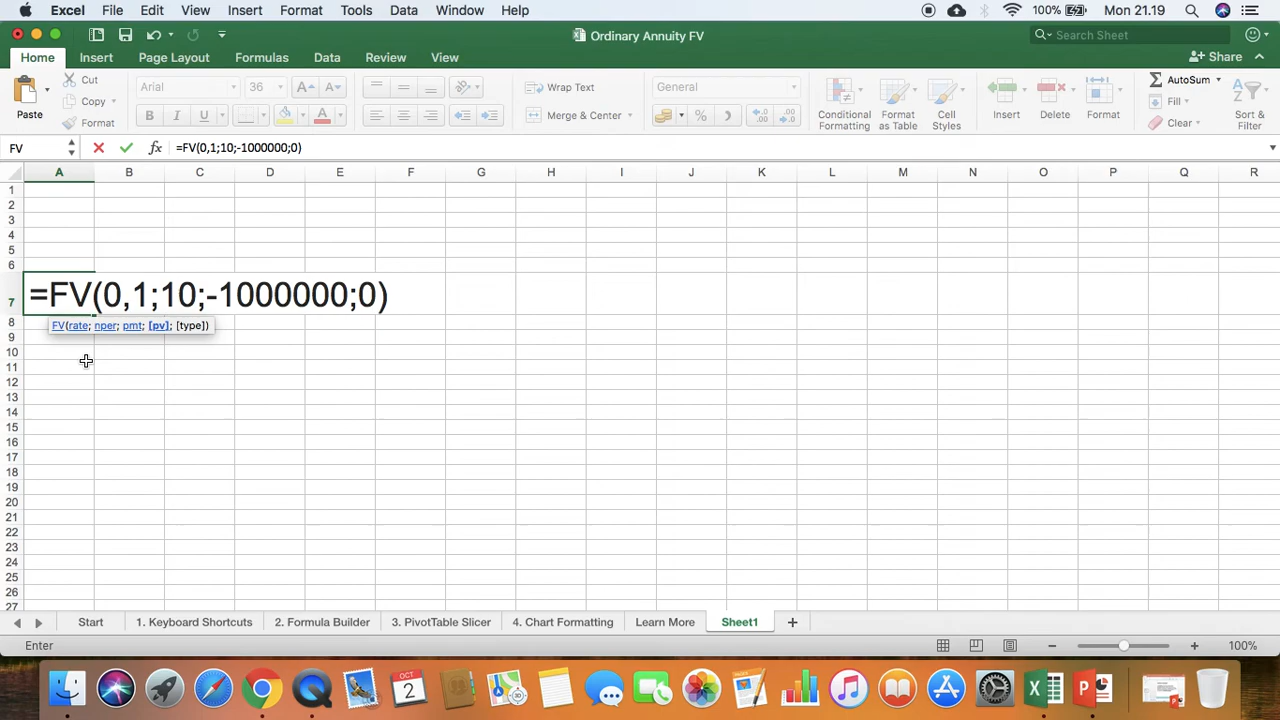 Excel File Edit View Insert Format Tools Data Window Help 100% Mon 21.19
Ordinary Annuity FV
Search Sheet
Home Insert Page Layout Formulas Data Review View
Share
Paste
Cut
Copy
Format
Arial 36
A A
B I U A
Wrap Text
Merge & Center
General
%
Conditional Formatting
Format as Table
Cell Styles
Insert
Delete
Format
AutoSum
Fill
Clear
Sort & Filter
FV fx =FV(0,1;10;-1000000;0)
A B C D E F G H I J K L M N O P Q R
1
2
3
4
5
6
7 =FV(0,1;10;-1000000;0)
FV(rate; nper; pmt; [pv]; [type])
8
9
10
11
12
13
14
15
16
17
18
19
20
21
22
23
24
25
26
27
Start 1. Keyboard Shortcuts 2. Formula Builder 3. PivotTable Slicer 4. Chart Formatting Learn More Sheet1
Enter 100%
OCT
2